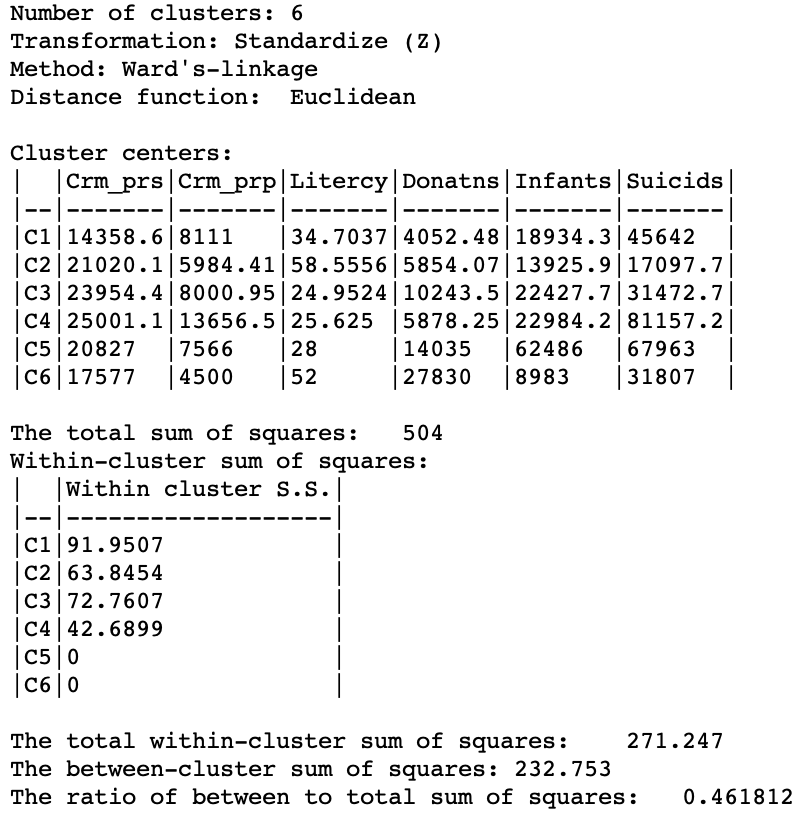 Number of clusters: 6
Transformation: Standardize (Z)
Method: Ward's-linkage
Distance function:  Euclidean
Cluster centers:
|  |Crm_prs|Crm_prp|Litercy|Donatns|Infants|Suicids|
|--|-------|-------|-------|-------|-------|-------|
|C1|14358.6|8111   |34.7037|4052.48|18934.3|45642  |
|C2|21020.1|5984.41|58.5556|5854.07|13925.9|17097.7|
|C3|23954.4|8000.95|24.9524|10243.5|22427.7|31472.7|
|C4|25001.1|13656.5|25.625 |5878.25|22984.2|81157.2|
|C5|20827  |7566   |28     |14035  |62486  |67963  |
|C6|17577  |4500   |52     |27830  |8983   |31807  |
The total sum of squares:   504
Within-cluster sum of squares:
|  |Within cluster S.S.|
|--|-------------------|
|C1|91.9507            |
|C2|63.8454            |
|C3|72.7607            |
|C4|42.6899            |
|C5|0                  |
|C6|0                  |
The total within-cluster sum of squares:    271.247
The between-cluster sum of squares: 232.753
The ratio of between to total sum of squares:   0.461812